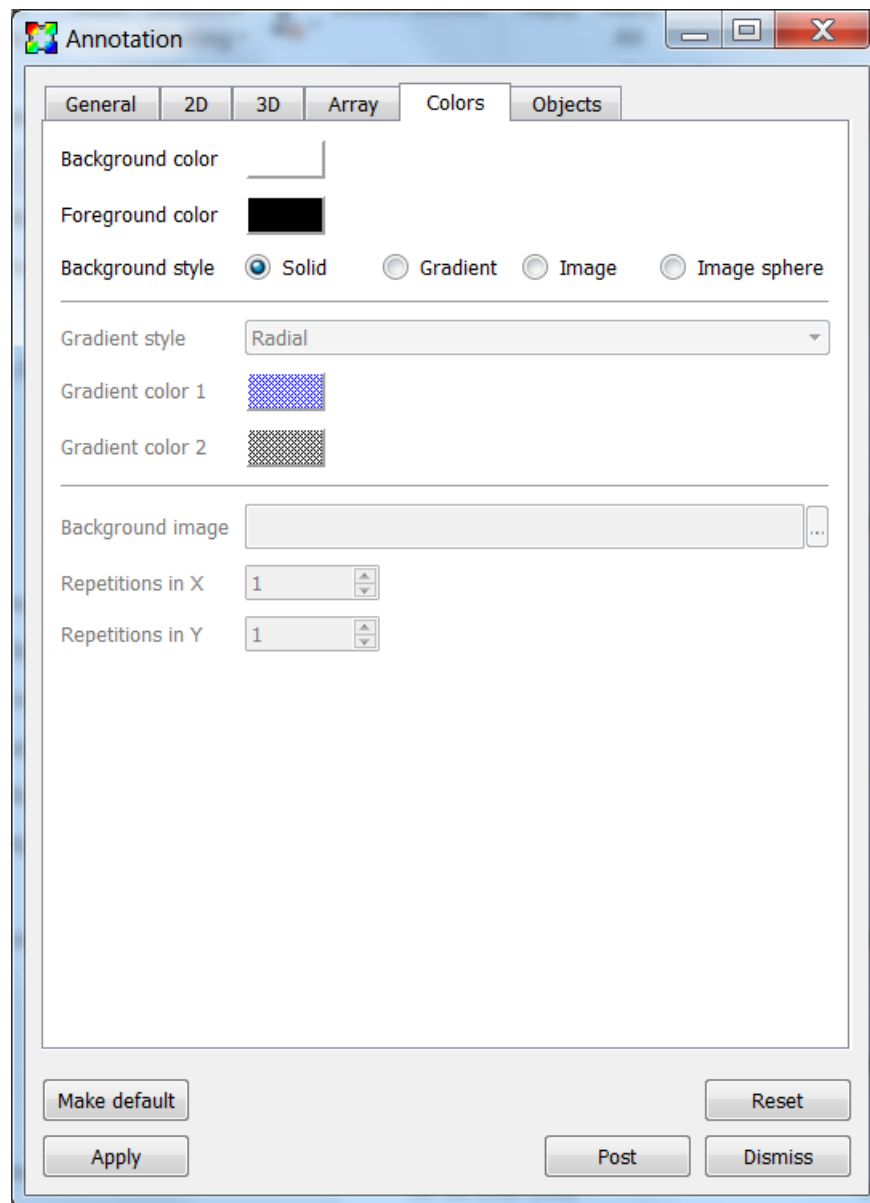 Annotation
General 2D 3D Array Colors Objects
Background color
Foreground color
Background style Solid Gradient Image Image sphere
Gradient style Radial
Gradient color 1
Gradient color 2
Background image ...
Repetitions in X 1
Repetitions in Y 1
Make default Reset
Apply Post Dismiss